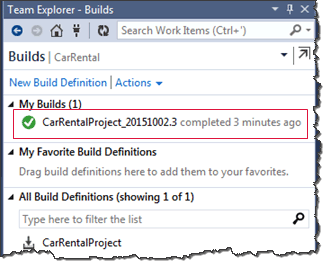 Team Explorer - Builds
Search Work Items (Ctrl+')
Builds | CarRental
New Build Definition | Actions
My Builds (1)
CarRentalProject_20151002.3 completed 3 minutes ago
My Favorite Build Definitions
Drag build definitions here to add them to your favorites.
All Build Definitions (showing 1 of 1)
Type here to filter the list
CarRentalProject